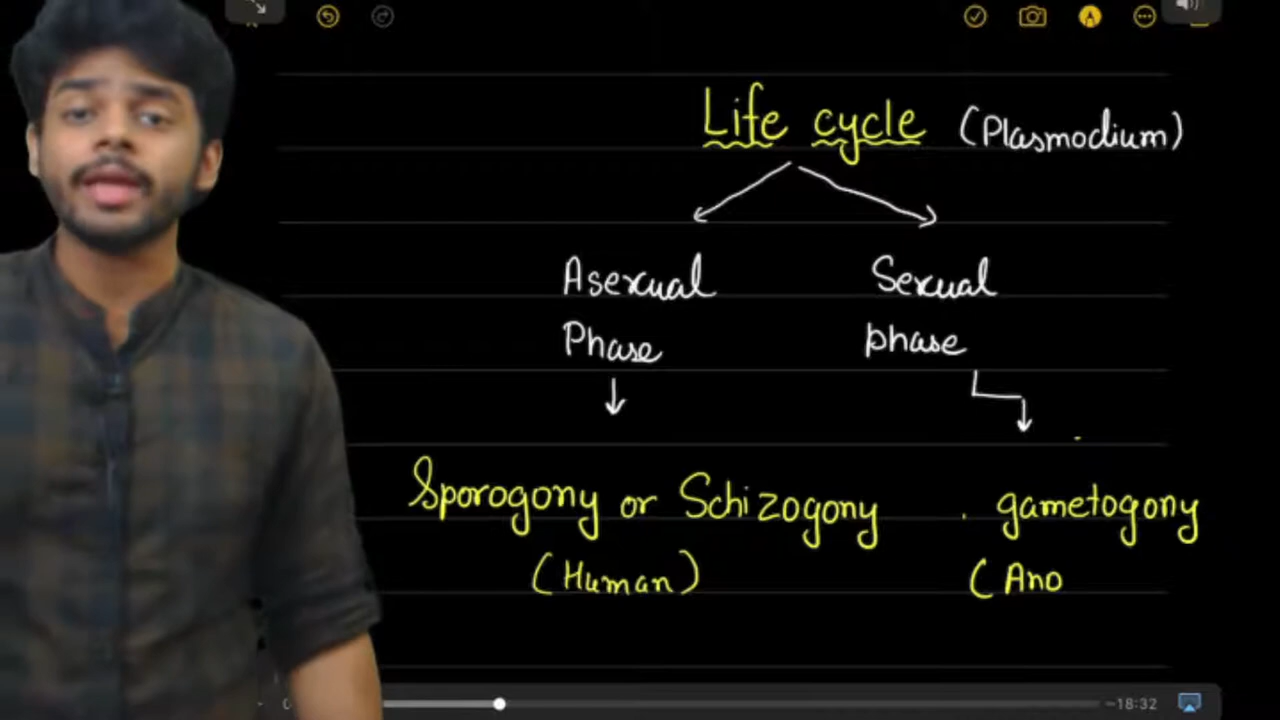 Life cycle (Plasmodium)
Asexual Sexual
Phase phase
Sporogony or Schizogony gametogony
(Human) (Ano
-18:32